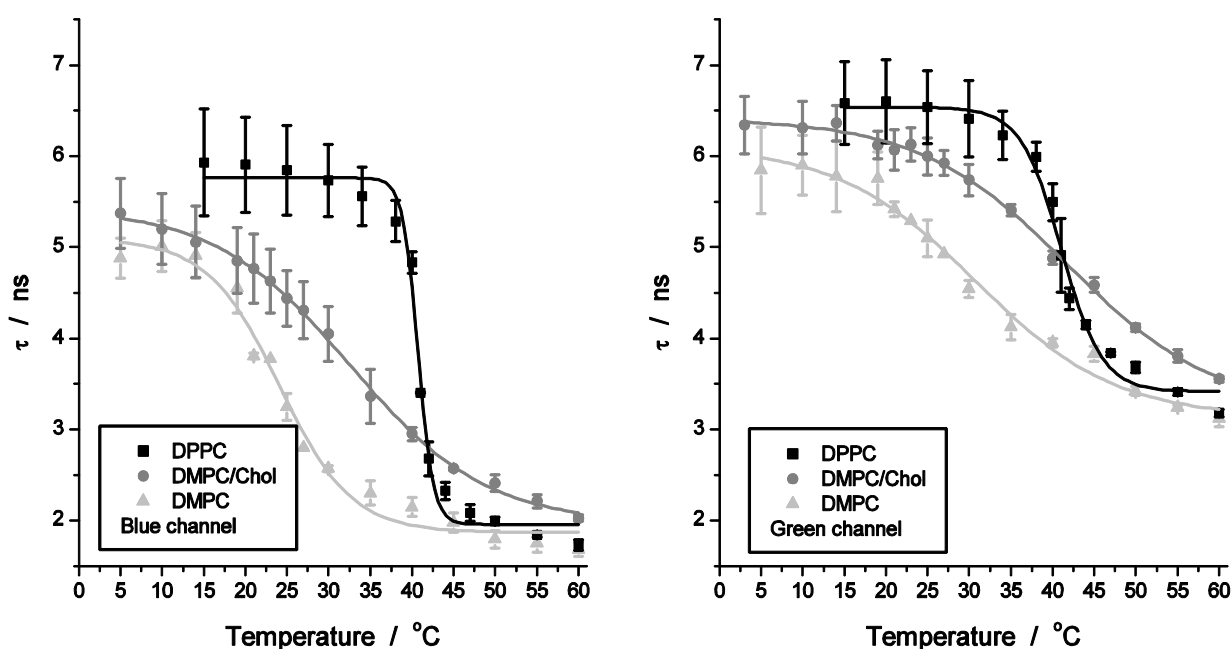 7
6
5
4
3
2
τ / ns
DPPC
DMPC/Chol
DMPC
Blue channel
0 5 10 15 20 25 30 35 40 45 50 55 60
Temperature / °C
7
6
5
4
3
2
τ / ns
DPPC
DMPC/Chol
DMPC
Green channel
0 5 10 15 20 25 30 35 40 45 50 55 60
Temperature / °C